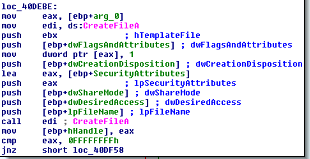 loc_40DEBE:
mov eax, [ebp+arg_0]
mov edi, ds:CreateFileA
push ebx ; hTemplateFile
push [ebp+dwFlagsAndAttributes] ; dwFlagsAndAttributes
mov dword ptr [eax], 1
push [ebp+dwCreationDisposition] ; dwCreationDisposition
lea eax, [ebp+SecurityAttributes]
push eax ; lpSecurityAttributes
push [ebp+dwShareMode] ; dwShareMode
push [ebp+dwDesiredAccess] ; dwDesiredAccess
push [ebp+lpFileName] ; lpFileName
call edi ; CreateFileA
mov [ebp+hHandle], eax
cmp eax, 0FFFFFFFFh
jnz short loc_40DF50